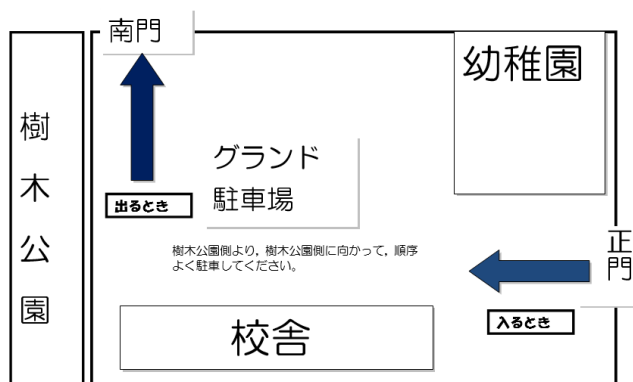 南門
幼稚園
樹木公園
グランド
駐車場
出るとき
樹木公園側より，樹木公園側に向かって，順序
よく駐車してください。
正門
入るとき
校舎